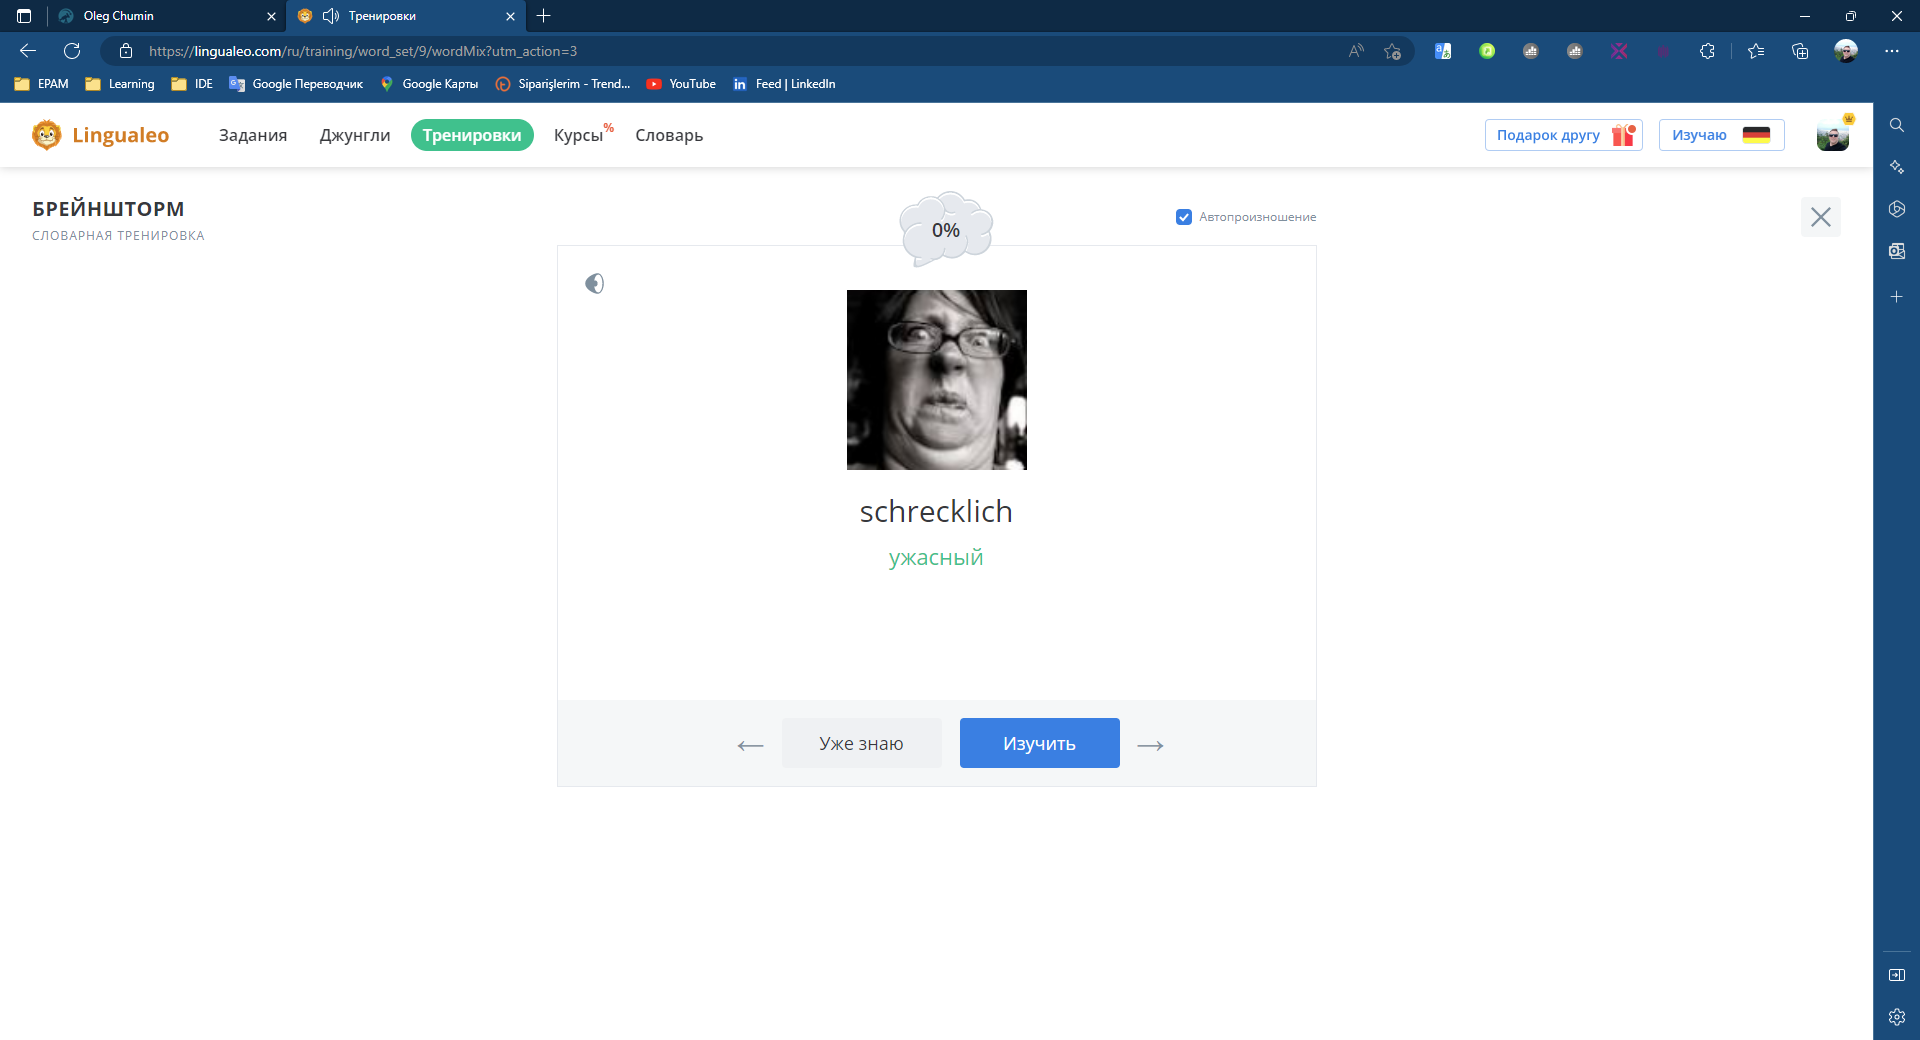 Oleg Chumin
Тренировки
https://lingualeo.com/ru/training/word_set/9/wordMix?utm_action=3
EPAM
Learning
IDE
Google Переводчик
Google Карты
Siparişlerim - Trend...
YouTube
Feed | LinkedIn
Lingualeo
Задания
Джунгли
Тренировки
Курсы%
Словарь
Подарок другу
Изучаю
БРЕЙНШТОРМ
СЛОВАРНАЯ ТРЕНИРОВКА
0%
Автопроизношение
schrecklich
ужасный
Уже знаю
Изучить